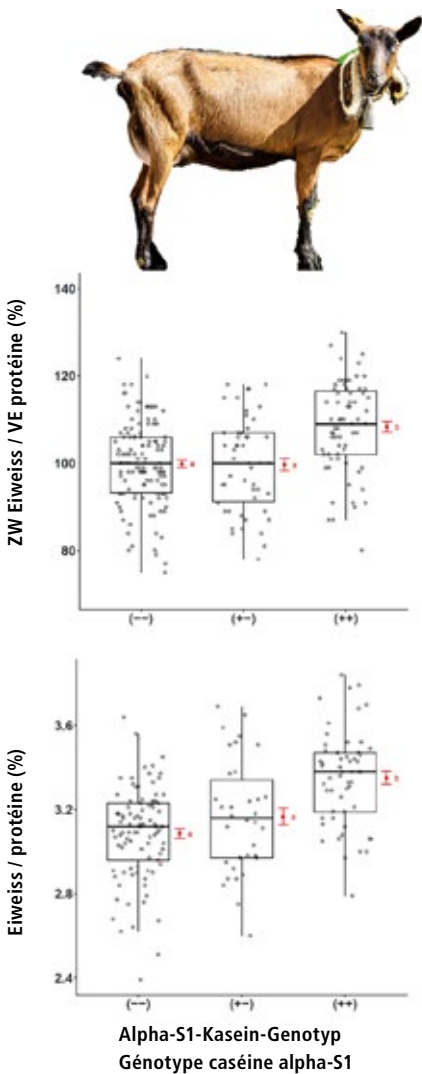 ZW Eiweiss / VE protéine (%)
140
120
100
80
a
a
b
(−−)
(+−)
(++)
Eiweiss / protéine (%)
3.6
3.2
2.8
2.4
a
a
b
(−−)
(+−)
(++)
Alpha-S1-Kasein-Genotyp
Génotype caséine alpha-S1